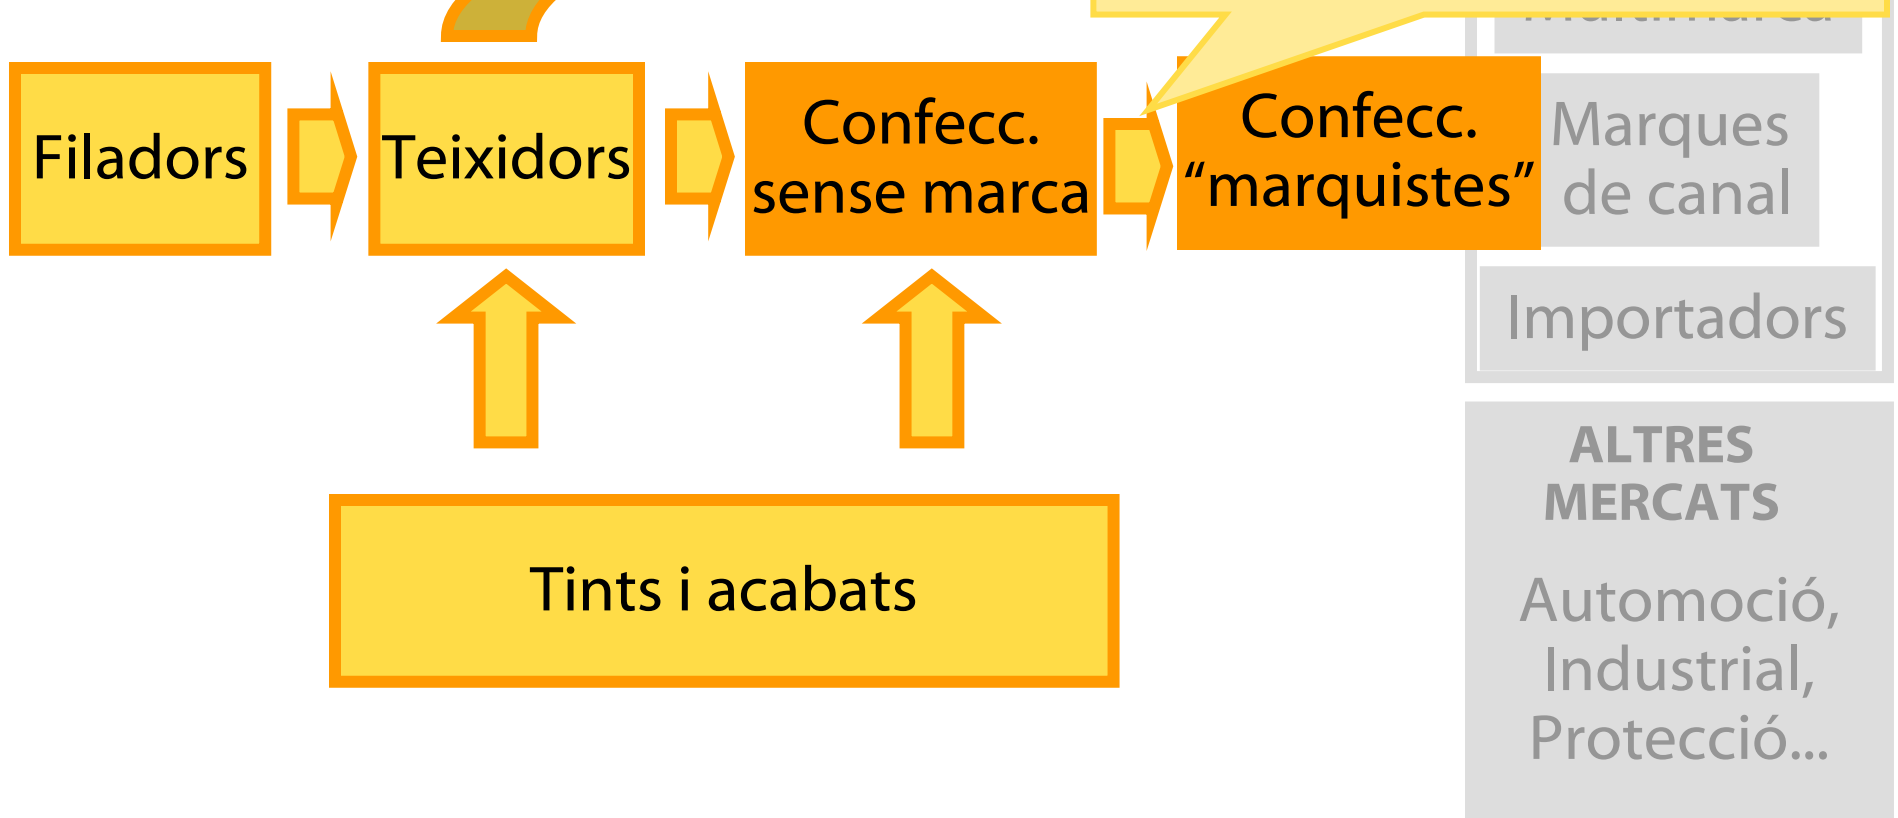 Filadors
Teixidors
Confecc.
sense marca
Confecc.
“marquistes”
Marques
de canal
Importadors
ALTRES
MERCATS
Automoció,
Industrial,
Protecció...
Tints i acabats